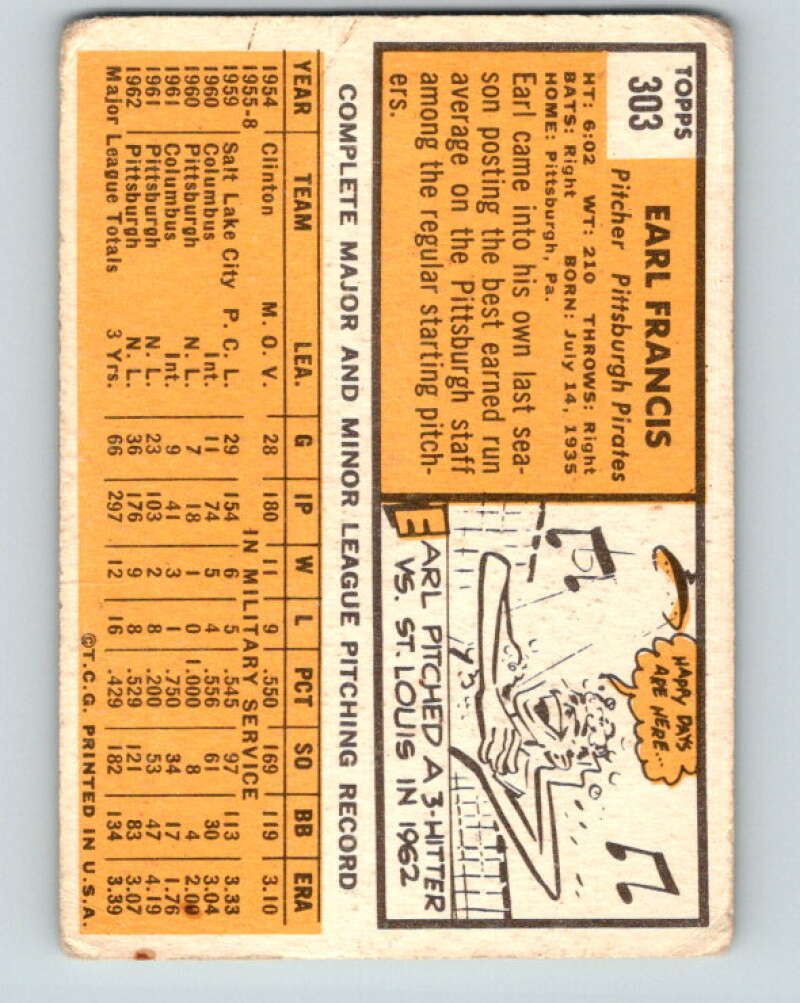 TOPPS
303
EARL FRANCIS
Pitcher Pittsburgh Pirates
HT: 6:02 WT: 210 THROWS: Right
BATS: Right BORN: July 14, 1935
HOME: Pittsburgh, Pa.
Earl came into his own last sea-
son posting the best earned run
average on the Pittsburgh staff
among the regular starting pitch-
ers.
HAPPY DAYS
ARE HERE...
EARL PITCHED A 3-HITTER
VS. ST. LOUIS IN 1962
COMPLETE MAJOR AND MINOR LEAGUE PITCHING RECORD
YEAR TEAM LEA. G IP W L PCT SO BB ERA
1954 Clinton M. O. V. 28 180 11 9 .550 169 119 3.10
1955-8 IN MILITARY SERVICE
1959 Salt Lake City P. C. L. 29 154 6 5 .545 97 113 3.33
1960 Columbus Int. 11 74 5 4 .556 61 30 3.04
1960 Pittsburgh N. L. 7 18 1 0 1.000 8 4 2.00
1961 Columbus Int. 9 41 3 1 .750 34 17 1.76
1961 Pittsburgh N. L. 23 103 2 8 .200 53 47 4.19
1962 Pittsburgh N. L. 36 176 9 8 .529 121 83 3.07
Major League Totals 3 Yrs. 66 297 12 16 .429 182 134 3.39
©T.C.G. PRINTED IN U.S.A.